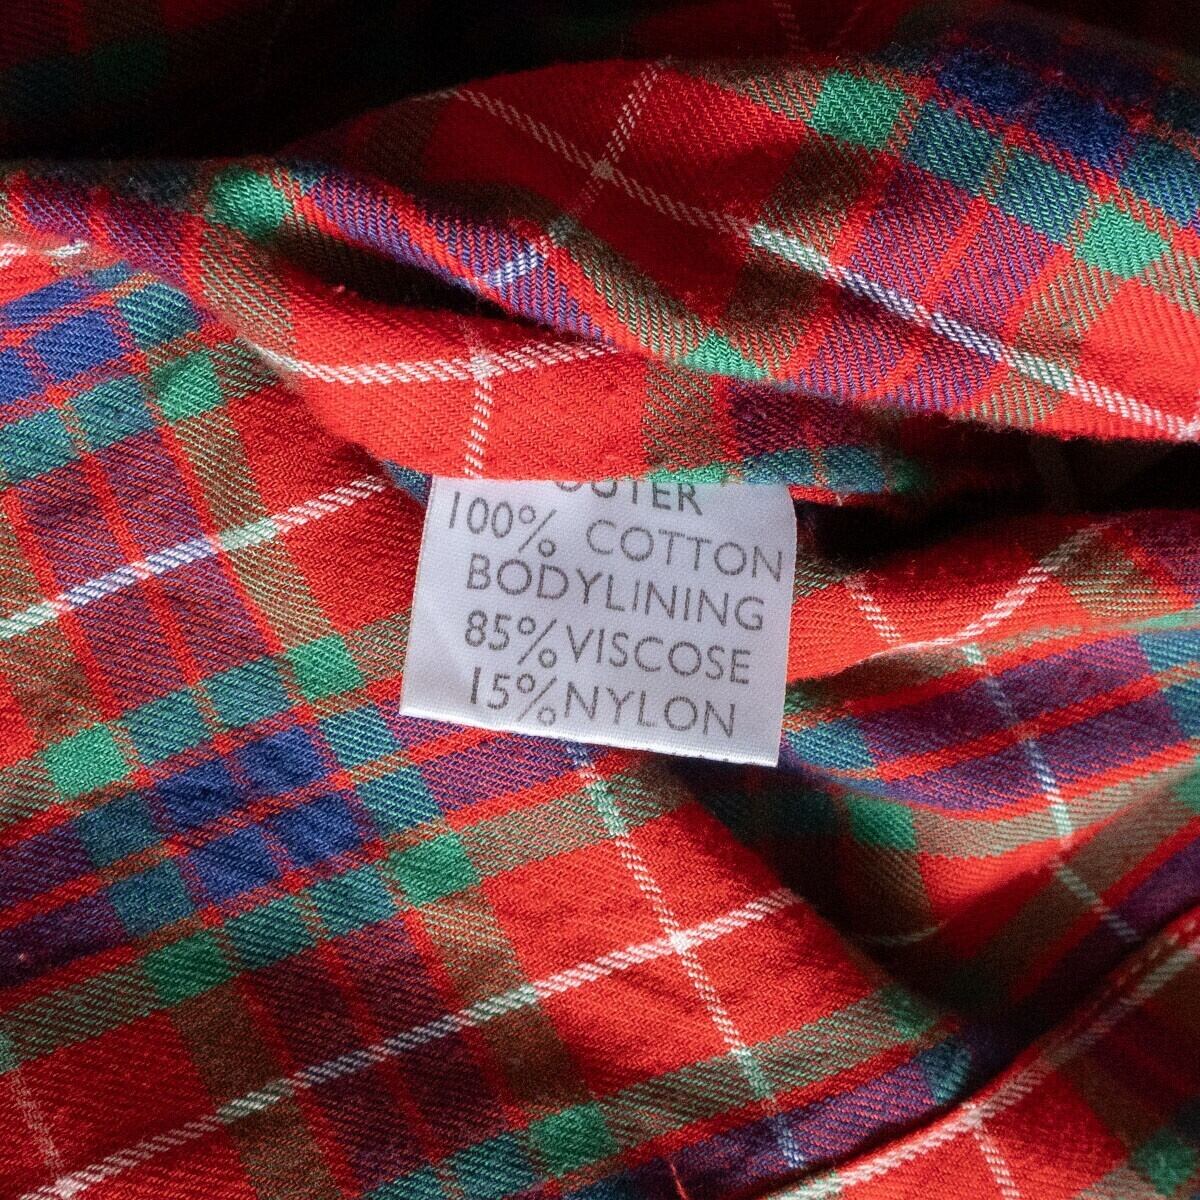 OUTER
100% COTTON
BODYLINING
85% VISCOSE
15% NYLON